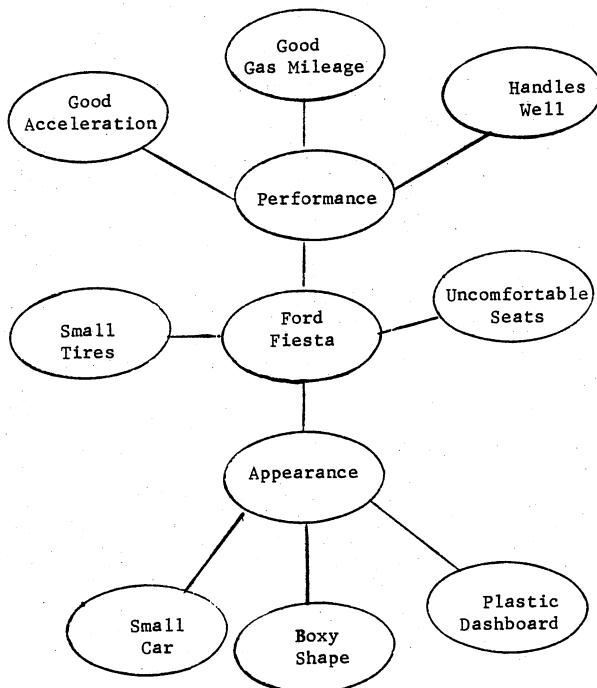 Good
Gas Mileage
Good
Acceleration
Handles
Well
Performance
Uncomfortable
Seats
Small
Tires
Ford
Fiesta
Appearance
Small
Car
Boxy
Shape
Plastic
Dashboard